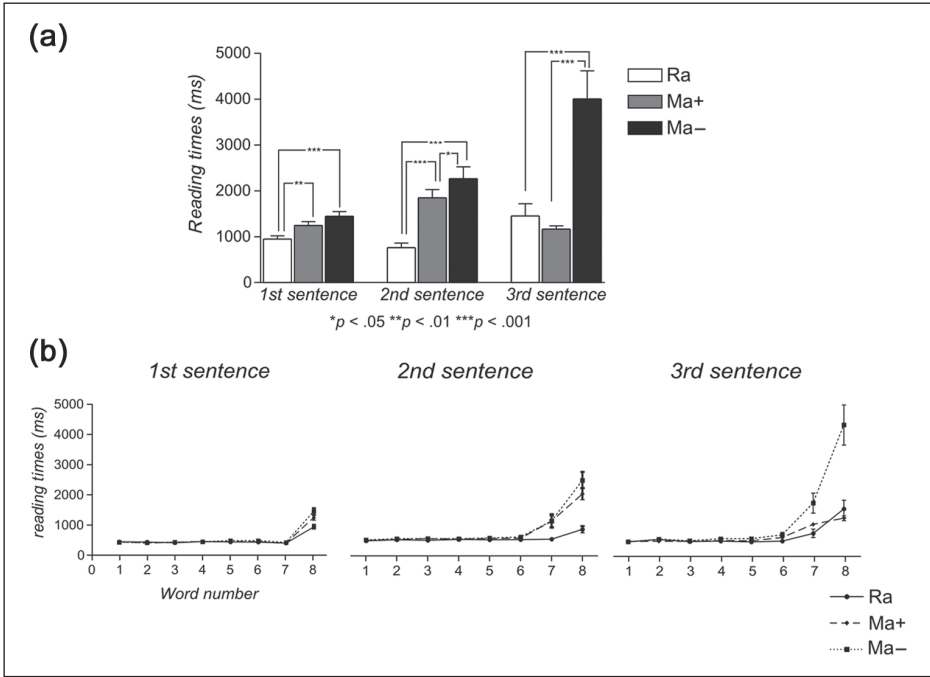 (a)
Reading times (ms)
5000
4000
3000
2000
1000
0
***
**
***
***
*
***
***
Ra
Ma+
Ma−
1st sentence 2nd sentence 3rd sentence
*p < .05 **p < .01 ***p < .001
(b)
1st sentence 2nd sentence 3rd sentence
reading times (ms)
5000
4000
3000
2000
1000
0
0 1 2 3 4 5 6 7 8
1 2 3 4 5 6 7 8
1 2 3 4 5 6 7 8
Word number
Ra
Ma+
Ma−